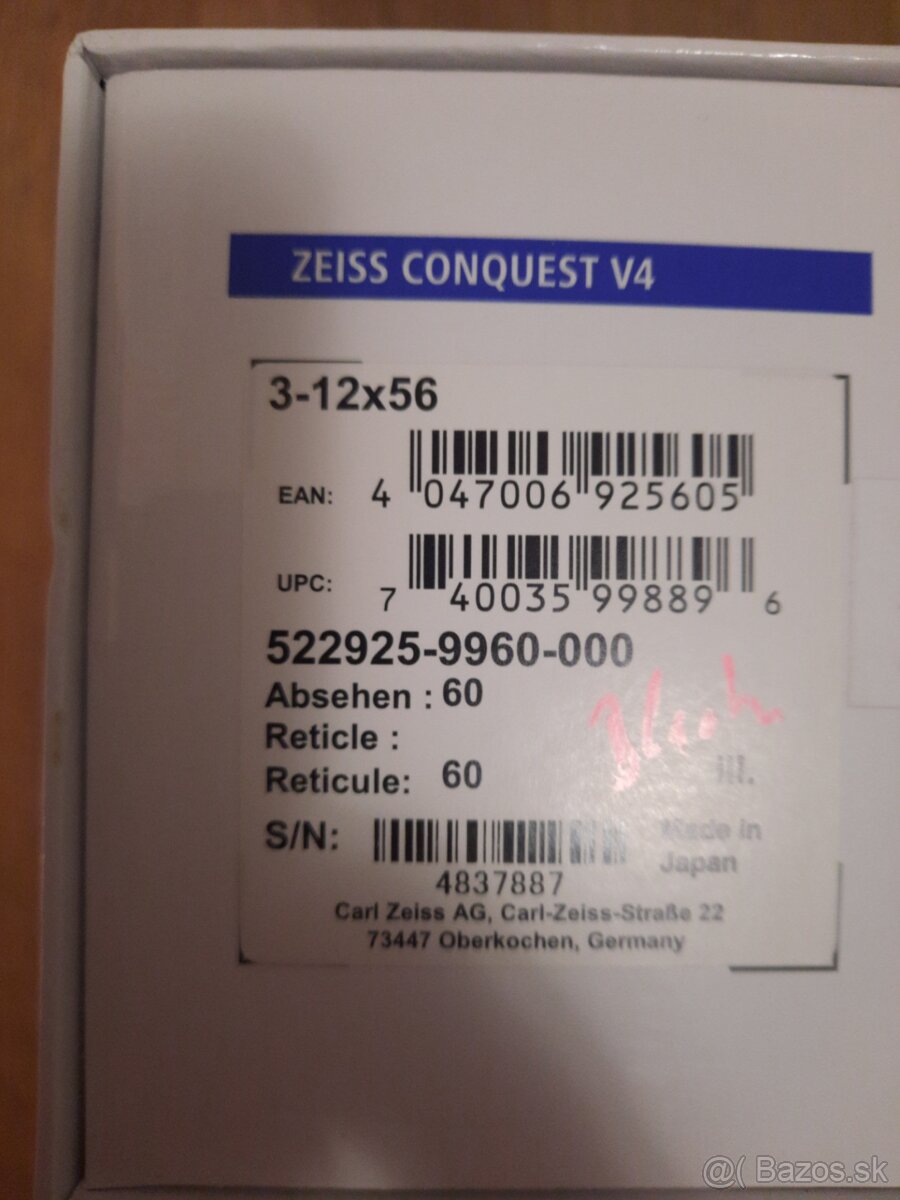 ZEISS CONQUEST V4
3-12x56
EAN: 4 047006 925605
UPC: 7 40035 99889 6
522925-9960-000
Absehen : 60
Reticle :
Reticule: 60
ill.
S/N:
Made in
Japan
4837887
Carl Zeiss AG, Carl-Zeiss-Straße 22
73447 Oberkochen, Germany
@( Bazos.sk